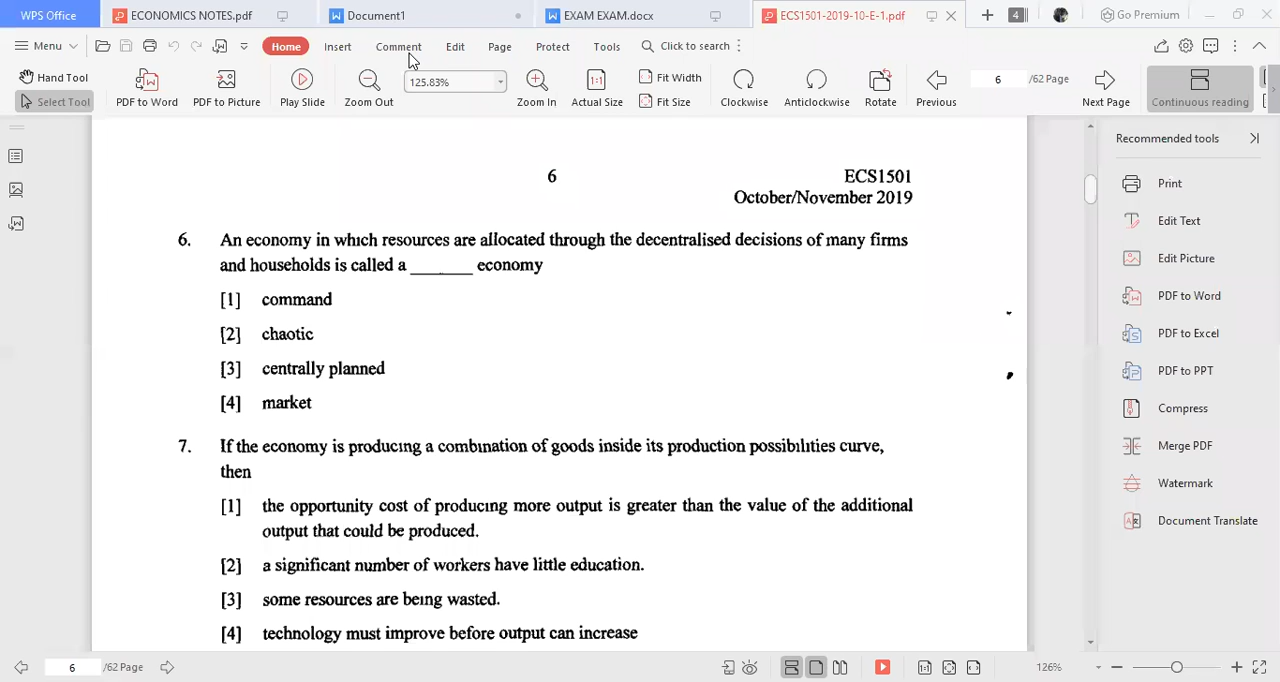 WPS Office
ECONOMICS NOTES.pdf
Document1
EXAM EXAM.docx
ECS1501-2019-10-E-1.pdf
4
Go Premium
Menu
Home
Insert
Comment
Edit
Page
Protect
Tools
Click to search
Hand Tool
Select Tool
PDF to Word
PDF to Picture
Play Slide
Zoom Out
125.83%
Zoom In
1:1
Actual Size
Fit Width
Fit Size
Clockwise
Anticlockwise
Rotate
Previous
6
/62 Page
Next Page
Continuous reading
6
ECS1501
October/November 2019
6. An economy in which resources are allocated through the decentralised decisions of many firms
and households is called a _______ economy
[1] command
[2] chaotic
[3] centrally planned
[4] market
7. If the economy is producing a combination of goods inside its production possibilities curve,
then
[1] the opportunity cost of producing more output is greater than the value of the additional
output that could be produced.
[2] a significant number of workers have little education.
[3] some resources are being wasted.
[4] technology must improve before output can increase
Recommended tools
Print
Edit Text
Edit Picture
PDF to Word
PDF to Excel
PDF to PPT
Compress
Merge PDF
Watermark
Document Translate
6
/62 Page
126%